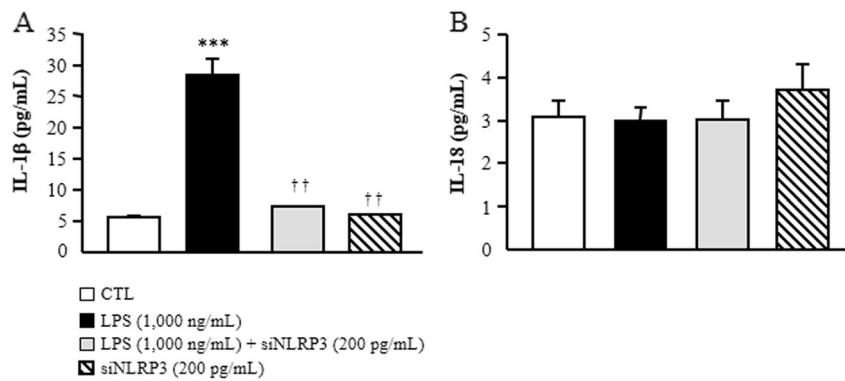 A
IL-1β (pg/mL)
35
30
25
20
15
10
5
0
***
††
††
B
IL-18 (pg/mL)
5
4
3
2
1
0
CTL
LPS (1,000 ng/mL)
LPS (1,000 ng/mL) + siNLRP3 (200 pg/mL)
siNLRP3 (200 pg/mL)